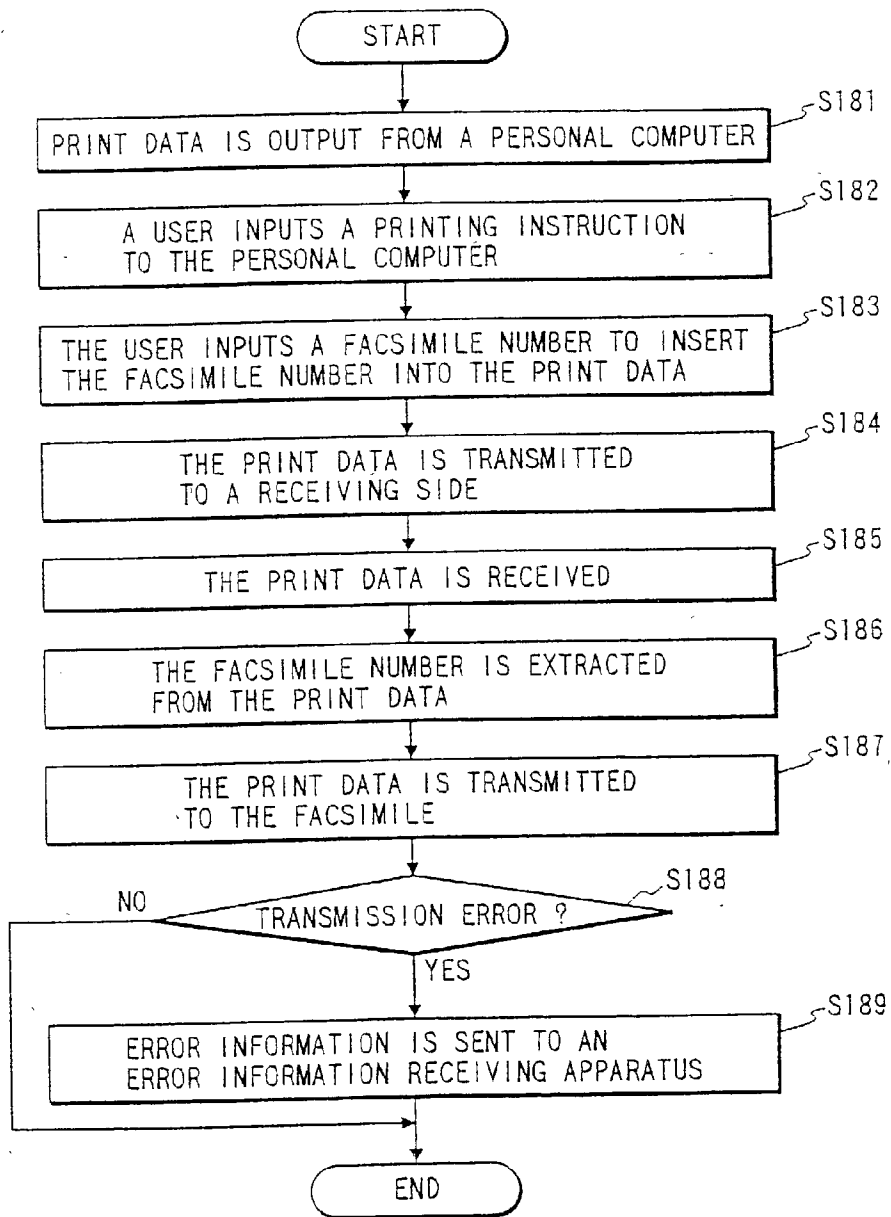 START
S181
PRINT DATA IS OUTPUT FROM A PERSONAL COMPUTER
S182
A USER INPUTS A PRINTING INSTRUCTION
TO THE PERSONAL COMPUTER
S183
THE USER INPUTS A FACSIMILE NUMBER TO INSERT
THE FACSIMILE NUMBER INTO THE PRINT DATA
S184
THE PRINT DATA IS TRANSMITTED
TO A RECEIVING SIDE
S185
THE PRINT DATA IS RECEIVED
S186
THE FACSIMILE NUMBER IS EXTRACTED
FROM THE PRINT DATA
S187
THE PRINT DATA IS TRANSMITTED
TO THE FACSIMILE
S188
NO
TRANSMISSION ERROR ?
YES
S189
ERROR INFORMATION IS SENT TO AN
ERROR INFORMATION RECEIVING APPARATUS
END